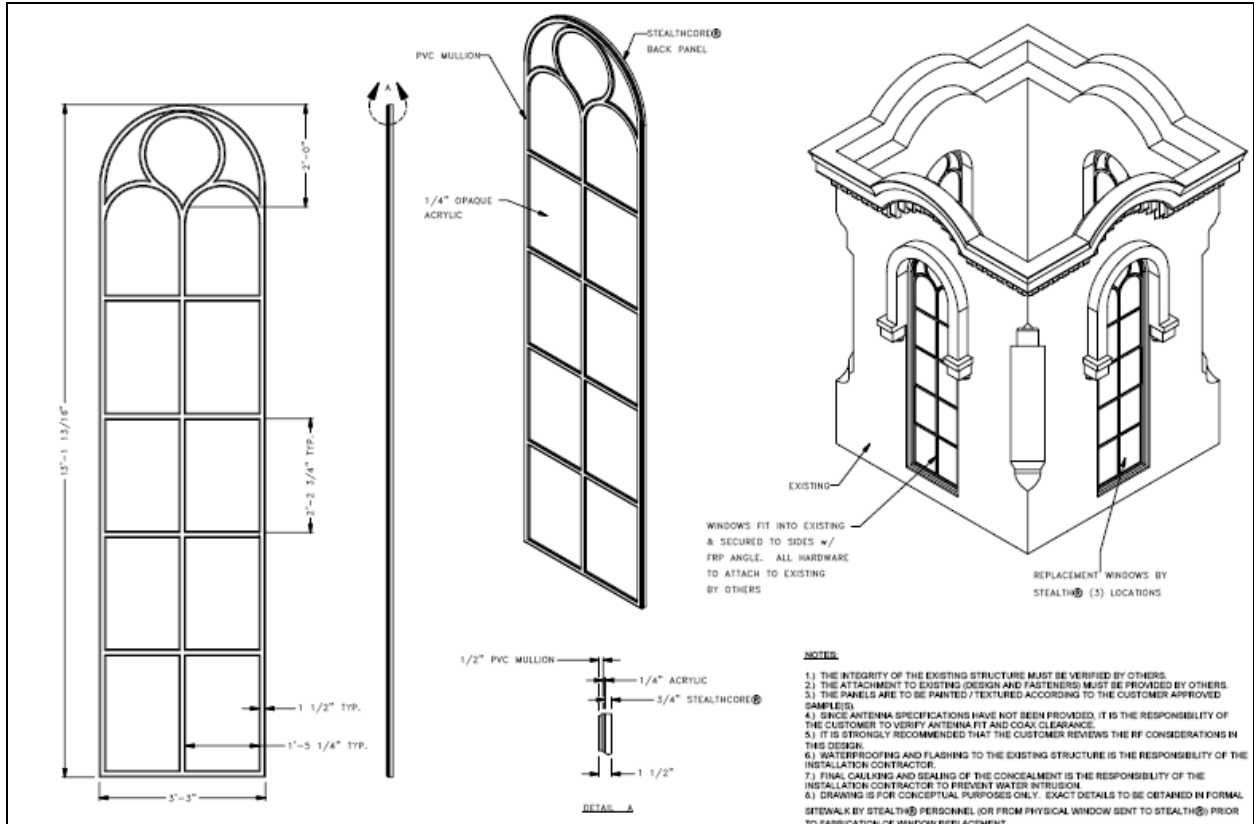 STEALTHCORE®
BACK PANEL
PVC MULLION
A
2'-0"
1/4" OPAQUE
ACRYLIC
13'-1 13/16"
2'-2 3/4" TYP.
EXISTING
WINDOWS FIT INTO EXISTING
& SECURED TO SIDES w/
FRP ANGLE. ALL HARDWARE
TO ATTACH TO EXISTING
BY OTHERS
REPLACEMENT WINDOWS BY
STEALTH® (3) LOCATIONS
1 1/2" TYP.
1'-5 1/4" TYP.
3'-3"
1/2" PVC MULLION
1/4" ACRYLIC
3/4" STEALTHCORE®
1 1/2"
DETAIL A
NOTES:
1.) THE INTEGRITY OF THE EXISTING STRUCTURE MUST BE VERIFIED BY OTHERS.
2.) THE ATTACHMENT TO EXISTING (DESIGN AND FASTENERS) MUST BE PROVIDED BY OTHERS.
3.) THE PANELS ARE TO BE PAINTED / TEXTURED ACCORDING TO THE CUSTOMER APPROVED
SAMPLE(S).
4.) SINCE ANTENNA SPECIFICATIONS HAVE NOT BEEN PROVIDED, IT IS THE RESPONSIBILITY OF
THE CUSTOMER TO VERIFY ANTENNA FIT AND COAX CLEARANCE.
5.) IT IS STRONGLY RECOMMENDED THAT THE CUSTOMER REVIEWS THE RF CONSIDERATIONS IN
THIS DESIGN.
6.) WATERPROOFING AND FLASHING TO THE EXISTING STRUCTURE IS THE RESPONSIBILITY OF THE
INSTALLATION CONTRACTOR.
7.) FINAL CAULKING AND SEALING OF THE CONCEALMENT IS THE RESPONSIBILITY OF THE
INSTALLATION CONTRACTOR TO PREVENT WATER INTRUSION.
8.) DRAWING IS FOR CONCEPTUAL PURPOSES ONLY. EXACT DETAILS TO BE OBTAINED IN FORMAL
SITEWALK BY STEALTH® PERSONNEL (OR FROM PHYSICAL WINDOW SENT TO STEALTH®) PRIOR
TO FABRICATION OF WINDOW REPLACEMENT